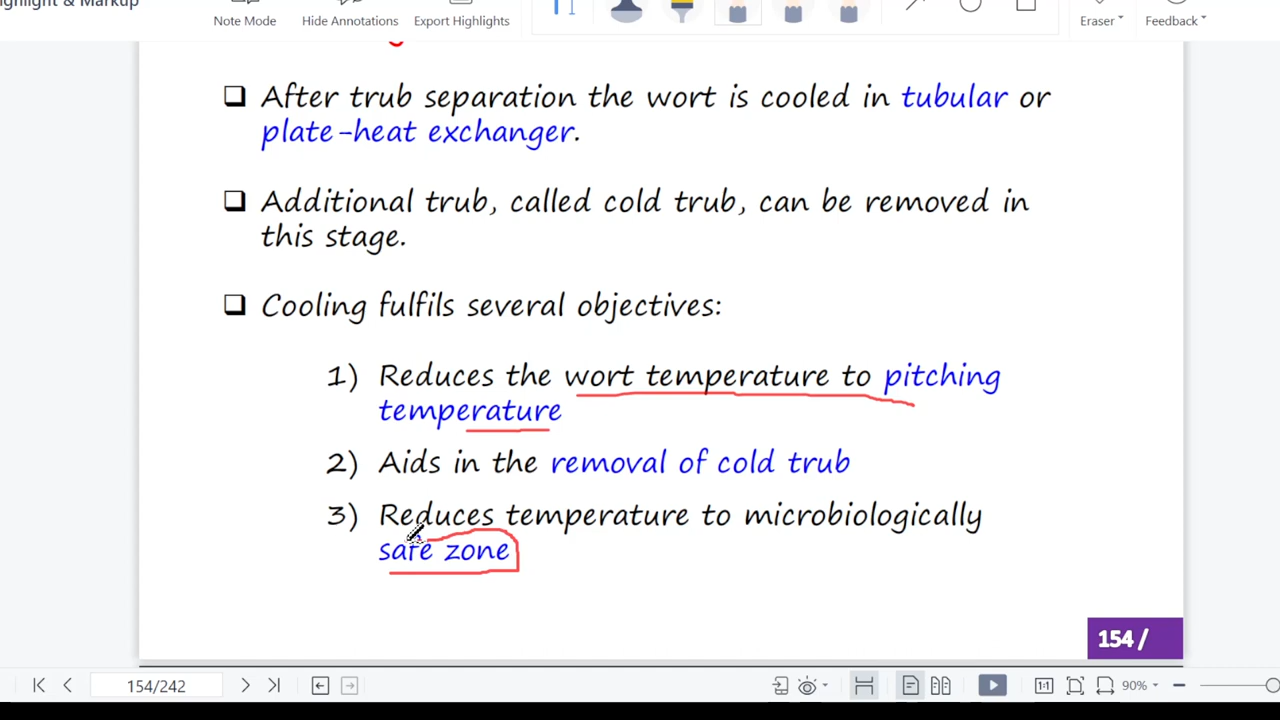 Note Mode
Hide Annotations
Export Highlights
Eraser
Feedback
After trub separation the wort is cooled in tubular or
plate-heat exchanger.
Additional trub, called cold trub, can be removed in
this stage.
Cooling fulfils several objectives:
1) Reduces the wort temperature to pitching
temperature
2) Aids in the removal of cold trub
3) Reduces temperature to microbiologically
safe zone
154 /
154/242
1:1
90%